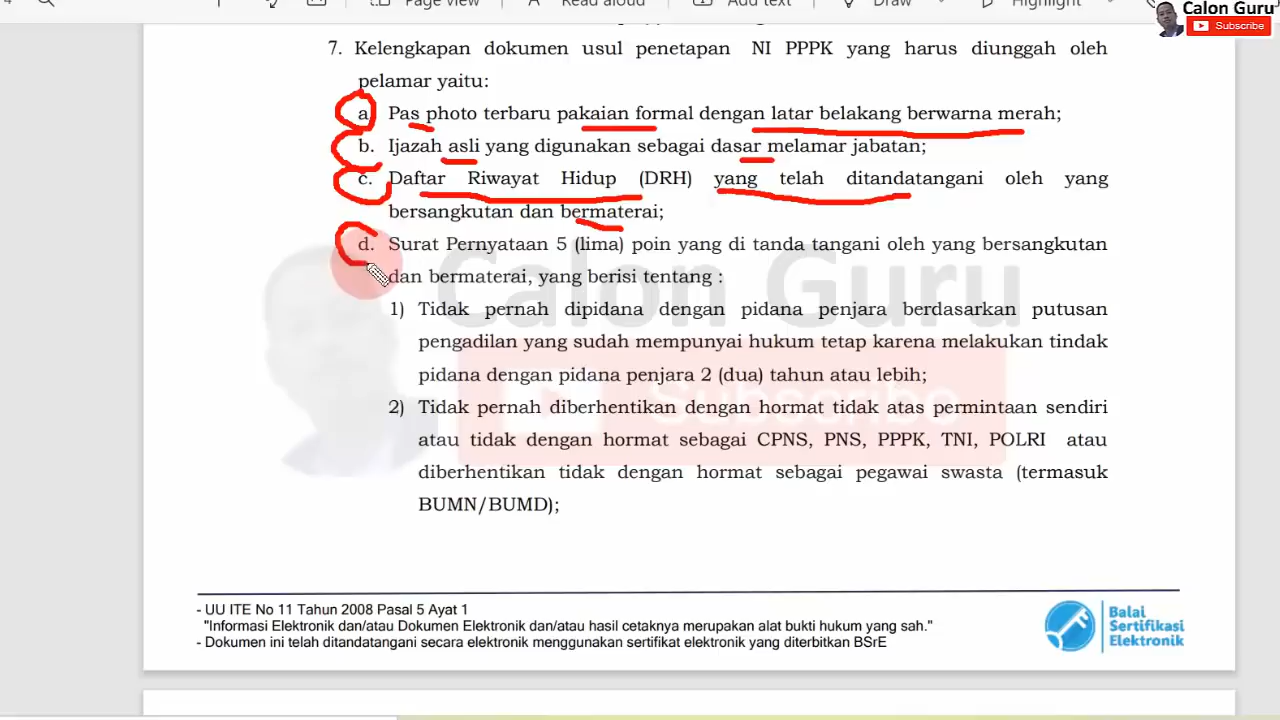 Page view
Read aloud
Add text
Draw
Highlight
Calon Guru
Subscribe
7. Kelengkapan dokumen usul penetapan NI PPPK yang harus diunggah oleh
pelamar yaitu:
a. Pas photo terbaru pakaian formal dengan latar belakang berwarna merah;
b. Ijazah asli yang digunakan sebagai dasar melamar jabatan;
c. Daftar Riwayat Hidup (DRH) yang telah ditandatangani oleh yang
bersangkutan dan bermaterai;
d. Surat Pernyataan 5 (lima) poin yang di tanda tangani oleh yang bersangkutan
dan bermaterai, yang berisi tentang :
1) Tidak pernah dipidana dengan pidana penjara berdasarkan putusan
pengadilan yang sudah mempunyai hukum tetap karena melakukan tindak
pidana dengan pidana penjara 2 (dua) tahun atau lebih;
2) Tidak pernah diberhentikan dengan hormat tidak atas permintaan sendiri
atau tidak dengan hormat sebagai CPNS, PNS, PPPK, TNI, POLRI atau
diberhentikan tidak dengan hormat sebagai pegawai swasta (termasuk
BUMN/BUMD);
Calon Guru
Subscribe
- UU ITE No 11 Tahun 2008 Pasal 5 Ayat 1
"Informasi Elektronik dan/atau Dokumen Elektronik dan/atau hasil cetaknya merupakan alat bukti hukum yang sah."
- Dokumen ini telah ditandatangani secara elektronik menggunakan sertifikat elektronik yang diterbitkan BSrE
Balai
Sertifikasi
Elektronik